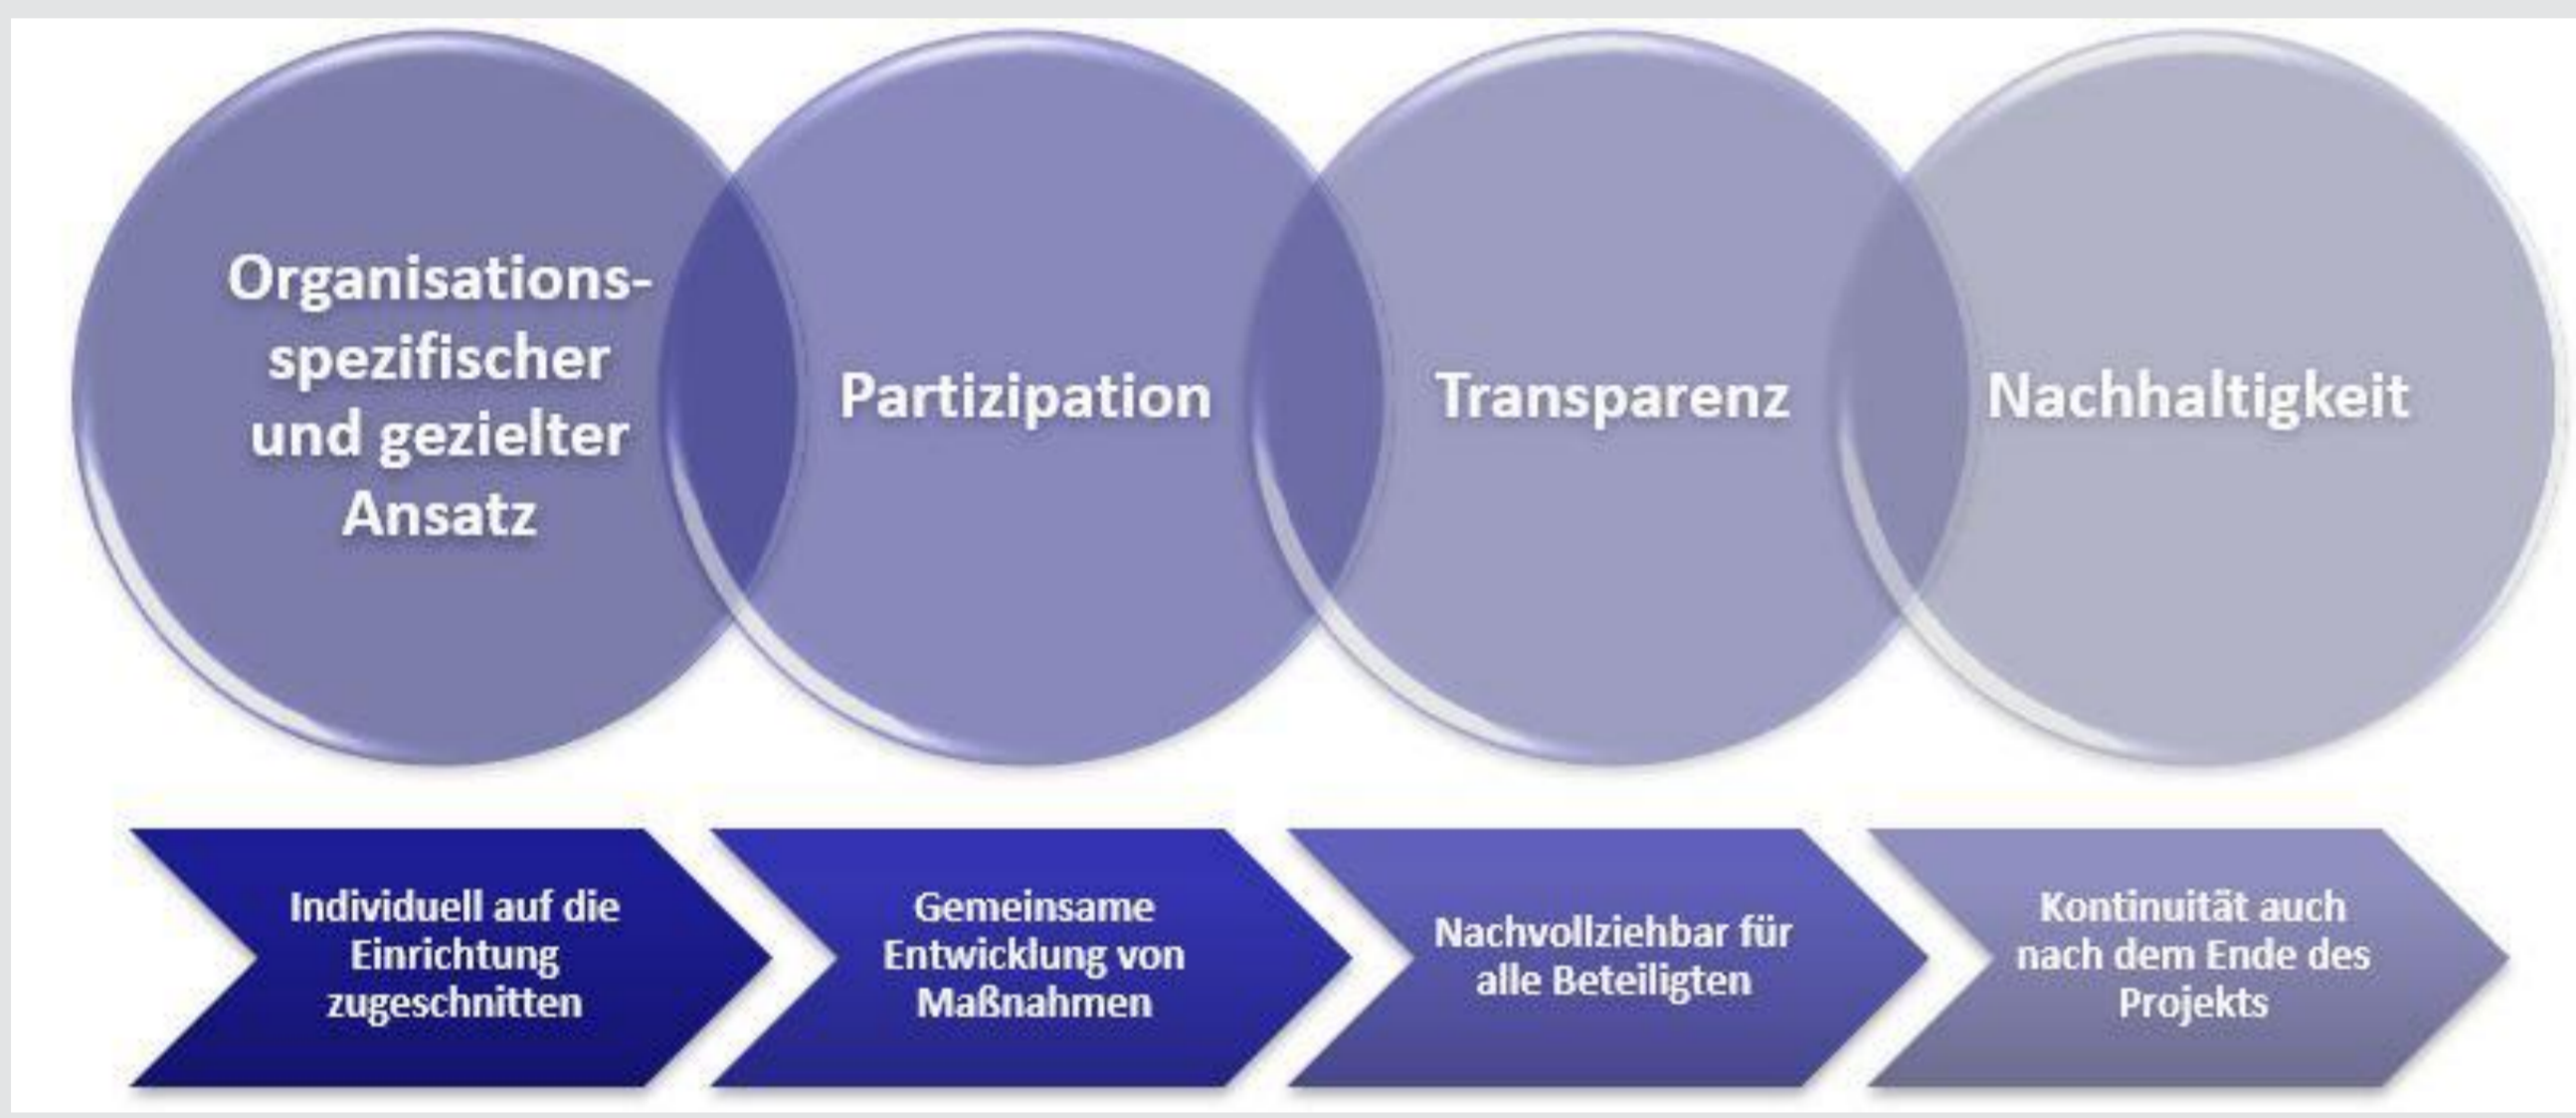 Organisations-
spezifischer
und gezielter
Ansatz
Partizipation
Transparenz
Nachhaltigkeit
Individuell auf die
Einrichtung
zugeschnitten
Gemeinsame
Entwicklung von
Maßnahmen
Nachvollziehbar für
alle Beteiligten
Kontinuität auch
nach dem Ende des
Projekts